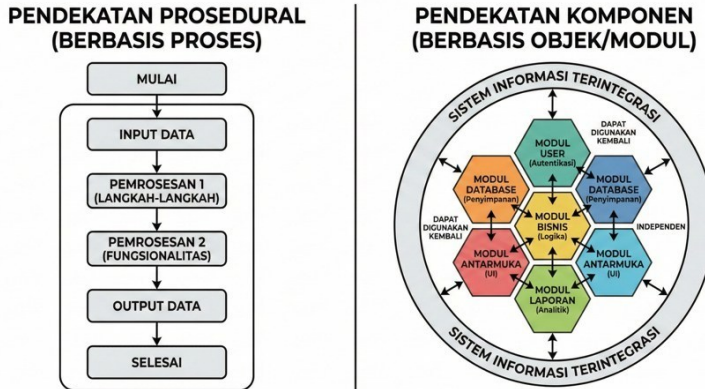 PENDEKATAN PROSEDURAL
(BERBASIS PROSES)
MULAI
INPUT DATA
PEMROSESAN 1
(LANGKAH-LANGKAH)
PEMROSESAN 2
(FUNGSIONALITAS)
OUTPUT DATA
SELESAI
PENDEKATAN KOMPONEN
(BERBASIS OBJEK/MODUL)
SISTEM INFORMASI TERINTEGRASI
DAPAT
DIGUNAKAN
KEMBALI
MODUL
USER
(Autentikasi)
MODUL
DATABASE
(Penyimpanan)
MODUL
DATABASE
(Penyimpanan)
MODUL
BISNIS
(Logika)
DAPAT
DIGUNAKAN
KEMBALI
INDEPENDEN
MODUL
ANTARMUKA
(UI)
MODUL
ANTARMUKA
(UI)
MODUL
LAPORAN
(Analitik)
SISTEM INFORMASI TERINTEGRASI